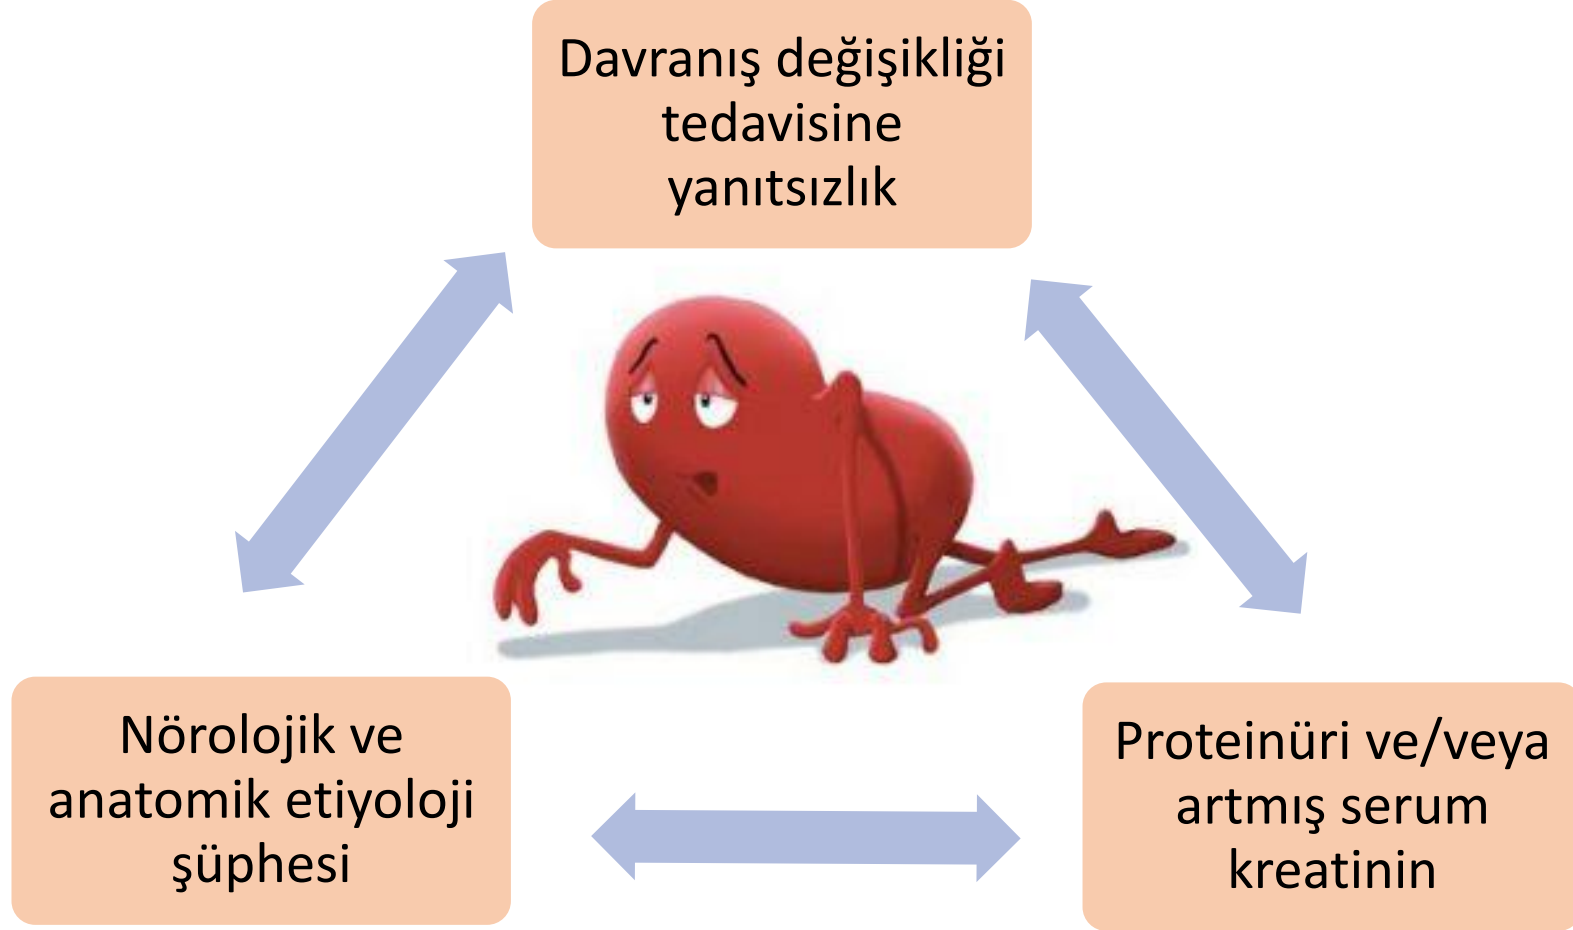 Davranış değişikliği
tedavisine
yanıtsızlık
Nörolojik ve
anatomik etiyoloji
şüphesi
Proteinüri ve/veya
artmış serum
kreatinin